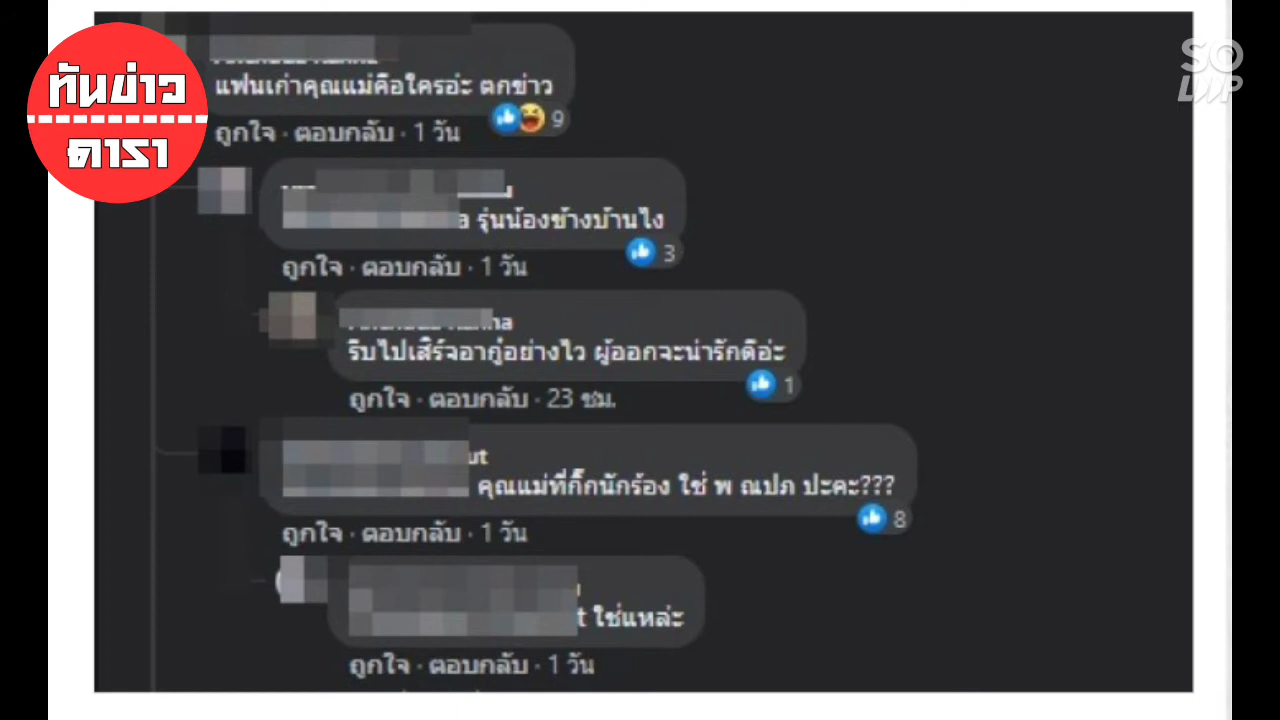 ทันข่าว
ดารา
SO
แฟนเก่าคุณแม่คือใครอ่ะ ตกข่าว
ถูกใจ · ตอบกลับ · 1 วัน
9
รุ่นน้องข้างบ้านไง
ถูกใจ · ตอบกลับ · 1 วัน
3
รีบไปเสิร์จอากู๋อย่างไว ผู้ออกจะน่ารักดีอ่ะ
ถูกใจ · ตอบกลับ · 23 ชม.
1
ut
คุณแม่ที่กิ๊กนักร้อง ใช่ พ ณปภ ปะคะ???
ถูกใจ · ตอบกลับ · 1 วัน
8
t ใช่แหล่ะ
ถูกใจ · ตอบกลับ · 1 วัน